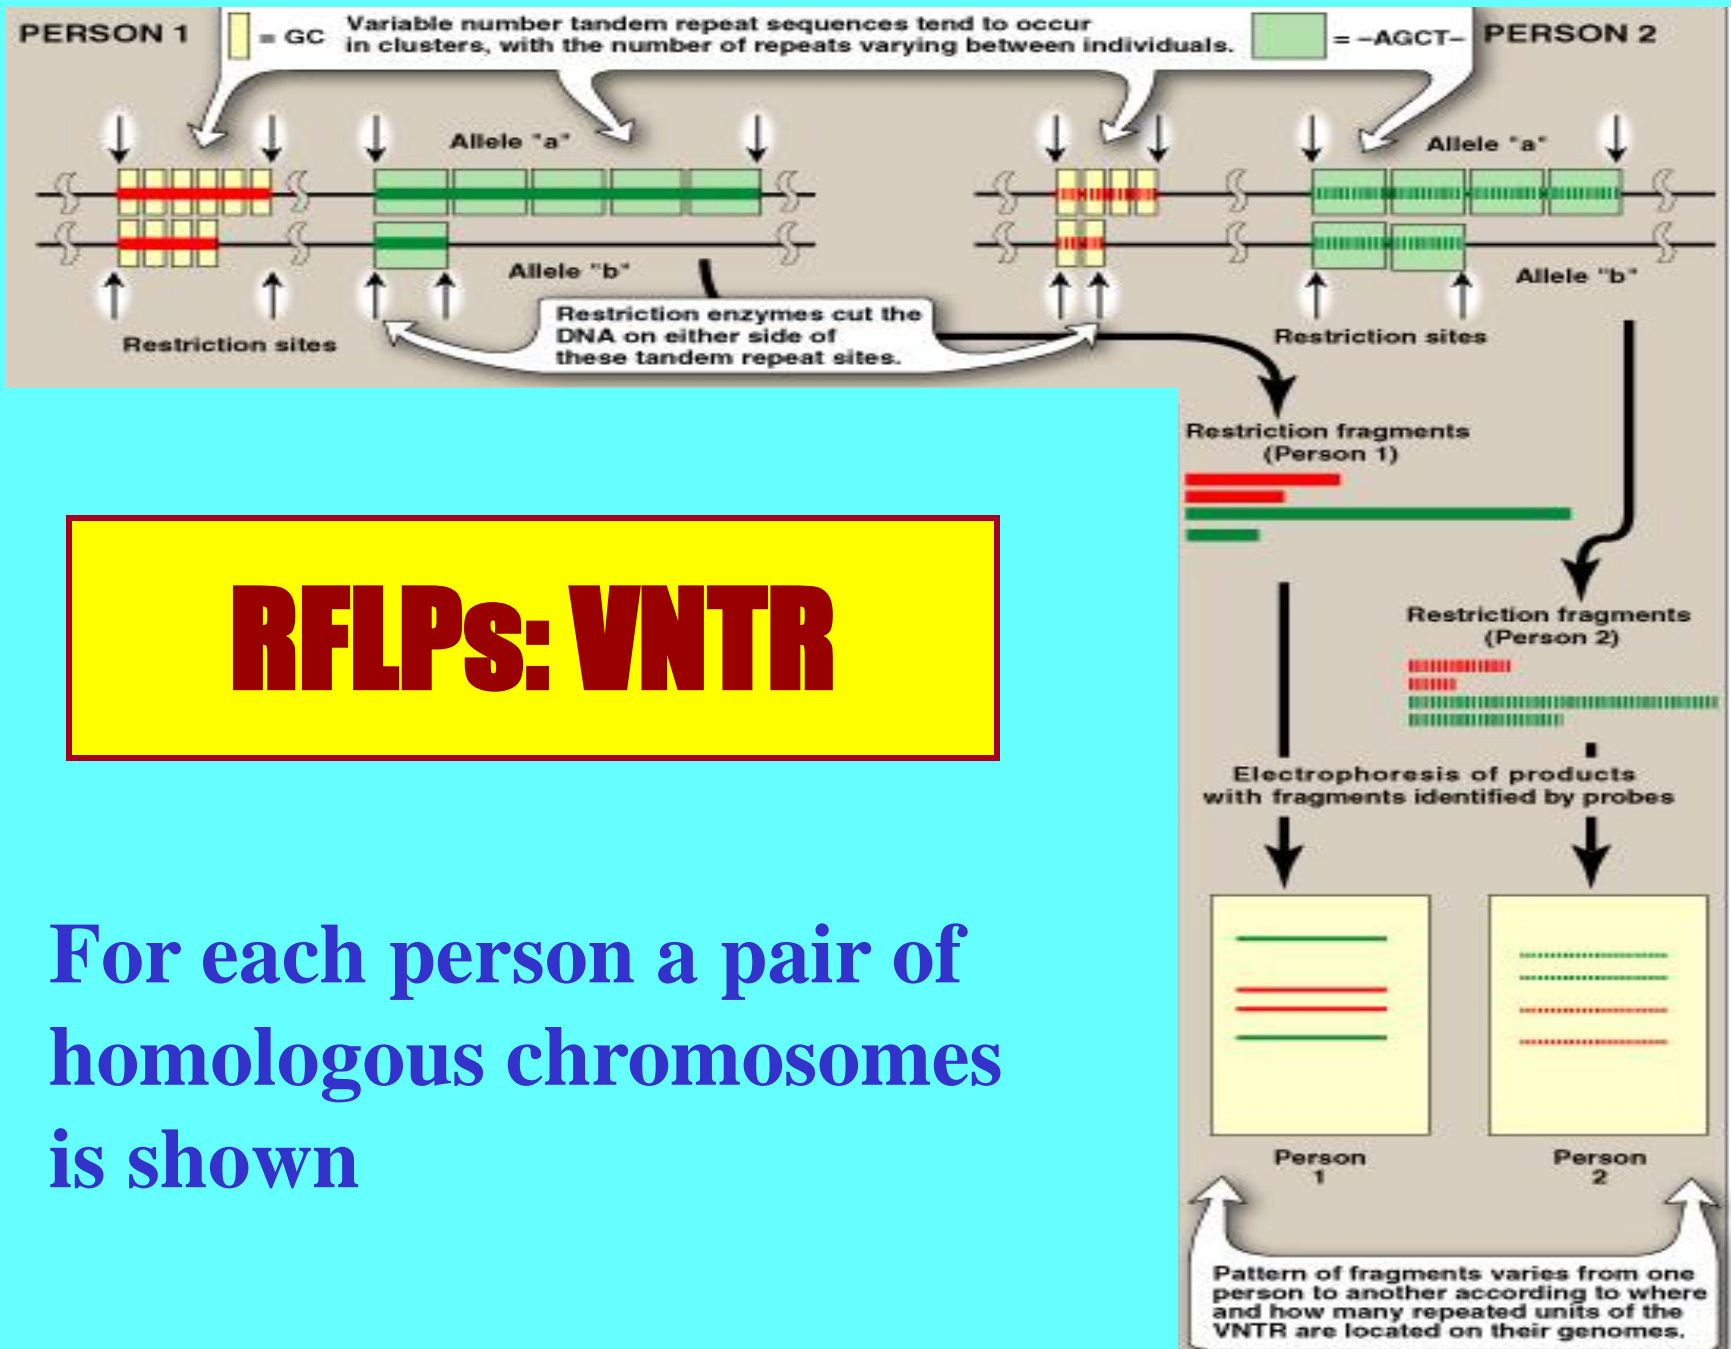 PERSON 1
= GC
Variable number tandem repeat sequences tend to occur
in clusters, with the number of repeats varying between individuals.
= –AGCT–
PERSON 2
Allele "a"
Allele "a"
Allele "b"
Allele "b"
Restriction sites
Restriction enzymes cut the
DNA on either side of
these tandem repeat sites.
Restriction sites
Restriction fragments
(Person 1)
RFLPs: VNTR
Restriction fragments
(Person 2)
Electrophoresis of products
with fragments identified by probes
For each person a pair of
homologous chromosomes
is shown
Person
1
Person
2
Pattern of fragments varies from one
person to another according to where
and how many repeated units of the
VNTR are located on their genomes.